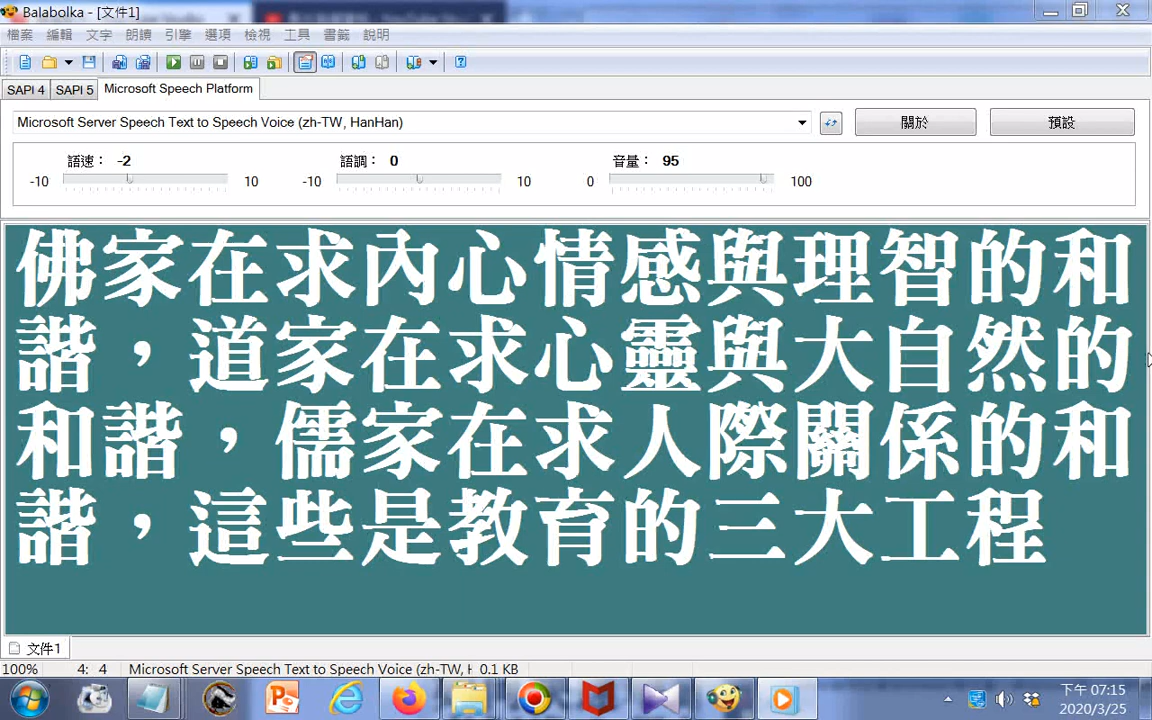 Balabolka - [文件1]
檔案 編輯 文字 朗讀 引擎 選項 檢視 工具 書籤 說明
SAPI 4 SAPI 5 Microsoft Speech Platform
Microsoft Server Speech Text to Speech Voice (zh-TW, HanHan) 關於 預設
語速： -2 語調： 0 音量： 95
-10 10 -10 10 0 100
佛家在求內心情感與理智的和
諧，道家在求心靈與大自然的
和諧，儒家在求人際關係的和
諧，這些是教育的三大工程
文件1
100% 4: 4 Microsoft Server Speech Text to Speech Voice (zh-TW, H 0.1 KB
下午 07:15
2020/3/25